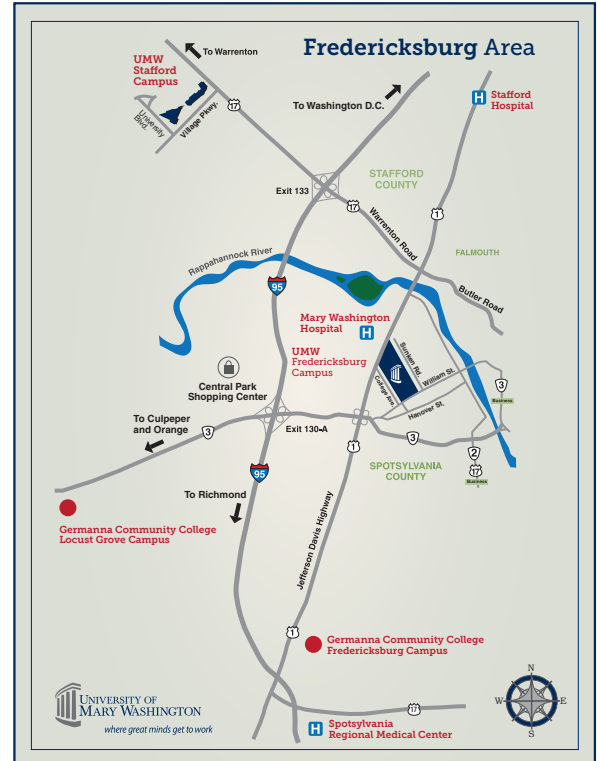 Fredericksburg Area
To Warrenton
UMW
Stafford
Campus
To Washington D.C.
H
Stafford
Hospital
17
University
Blvd.
Village Pkwy.
STAFFORD
COUNTY
Exit 133
17
1
Warrenton Road
FALMOUTH
Rappahannock River
95
Butler Road
Mary Washington
Hospital
H
UMW
Fredericksburg
Campus
Sunken Rd.
College Ave.
William St.
Hanover St.
3
Business
Central Park
Shopping Center
To Culpeper
and Orange
3
Exit 130-A
1
3
2
17
Business
SPOTSYLVANIA
COUNTY
95
To Richmond
Germanna Community College
Locust Grove Campus
Jefferson Davis Highway
1
Germanna Community College
Fredericksburg Campus
N
W
E
S
UNIVERSITY OF
MARY WASHINGTON
where great minds get to work
17
H
Spotsylvania
Regional Medical Center